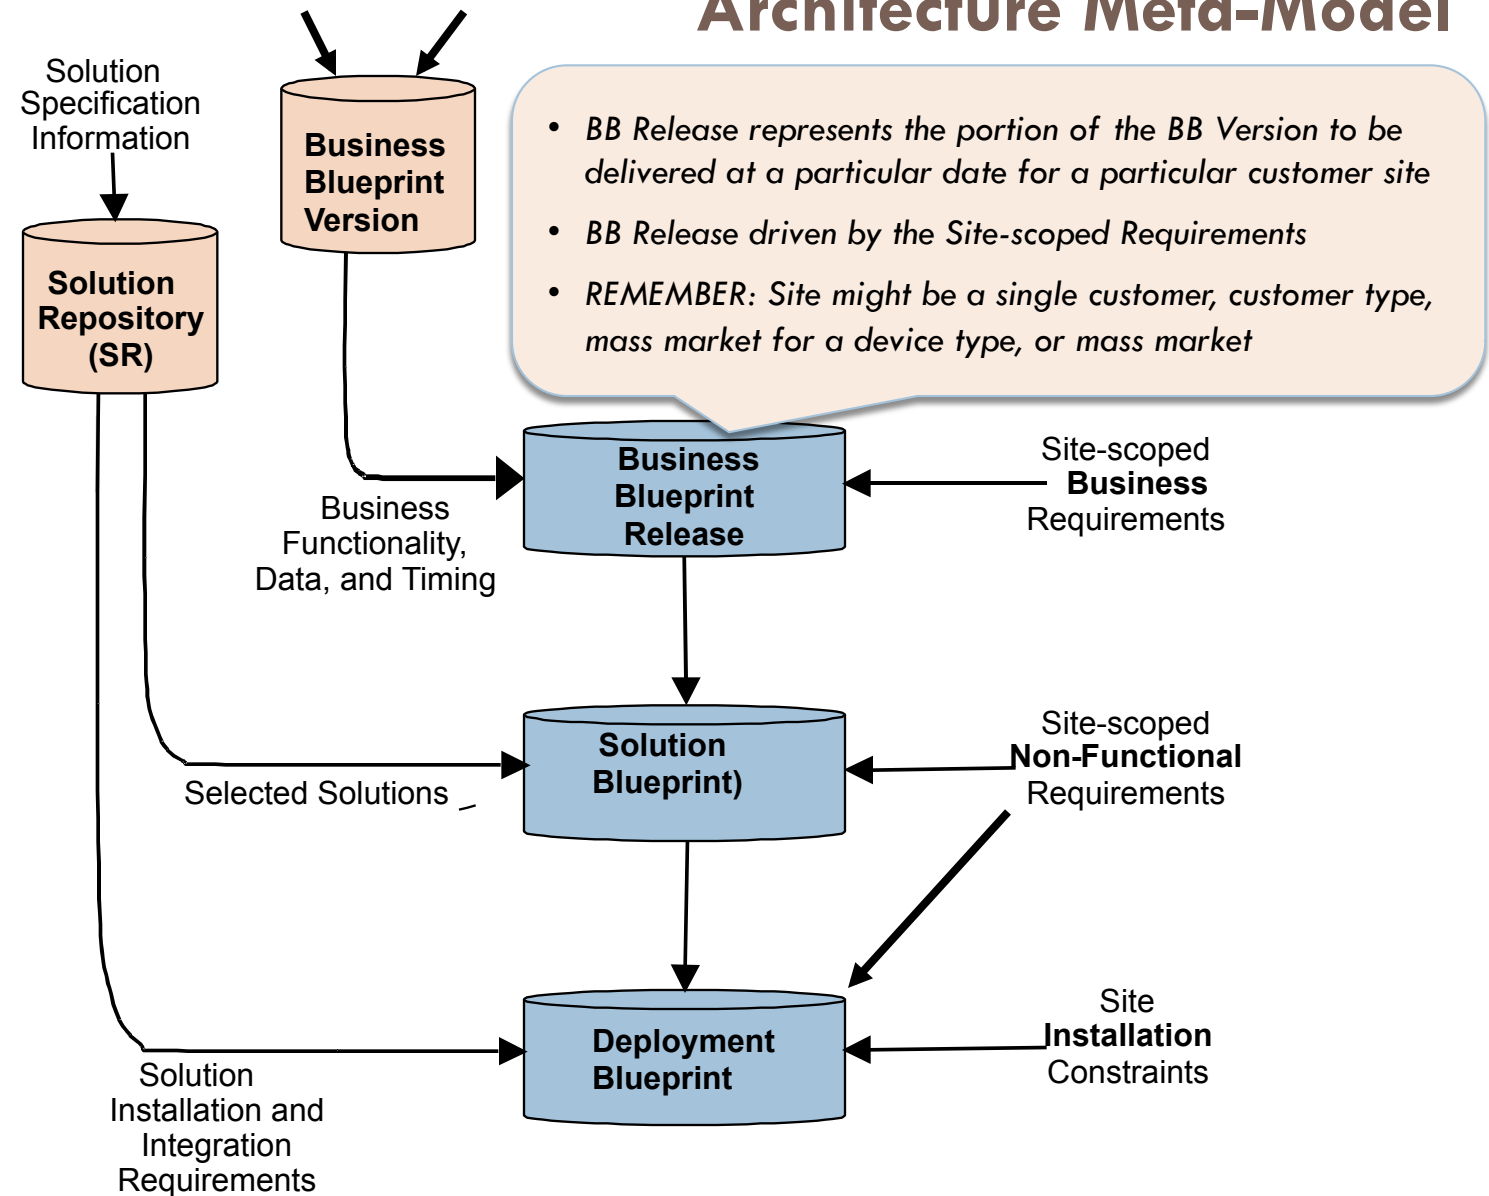 Architecture Meta-Model
Solution
Specification
Information
Business
Blueprint
Version
• BB Release represents the portion of the BB Version to be
delivered at a particular date for a particular customer site
• BB Release driven by the Site-scoped Requirements
• REMEMBER: Site might be a single customer, customer type,
mass market for a device type, or mass market
Solution
Repository
(SR)
Business
Blueprint
Release
Site-scoped
Business
Requirements
Business
Functionality,
Data, and Timing
Solution
Blueprint)
Site-scoped
Non-Functional
Requirements
Selected Solutions
Deployment
Blueprint
Site
Installation
Constraints
Solution
Installation and
Integration
Requirements